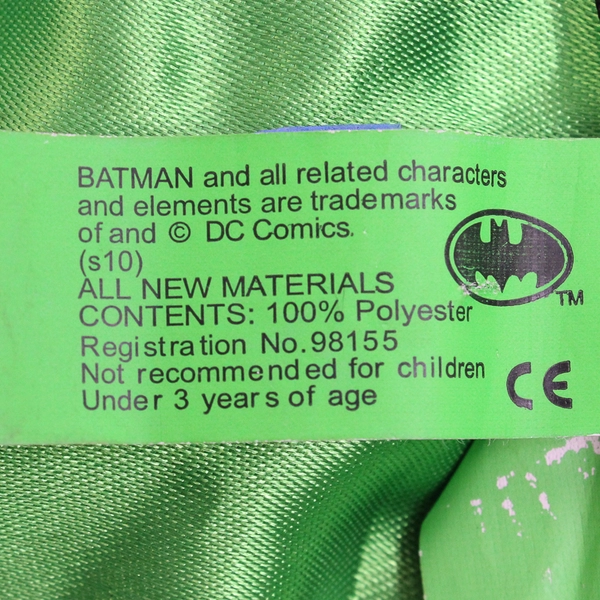 BATMAN and all related characters
and elements are trademarks
of and © DC Comics.
(s10)
ALL NEW MATERIALS
CONTENTS: 100% Polyester
Registration No.98155
Not recommended for children
Under 3 years of age
TM
CE